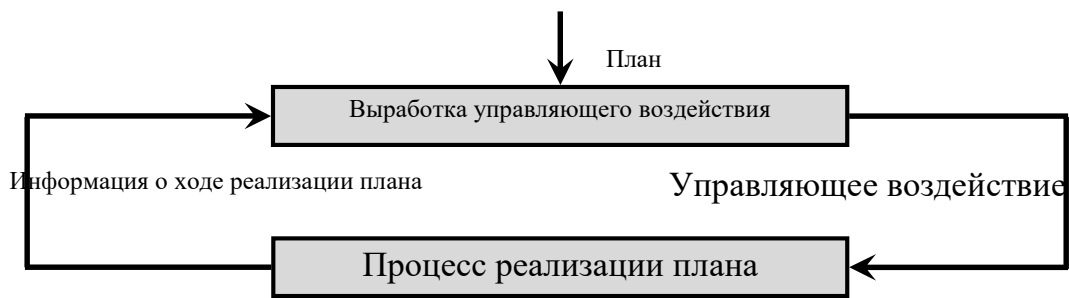 План
Выработка управляющего воздействия
Информация о ходе реализации плана
Управляющее воздействие
Процесс реализации плана